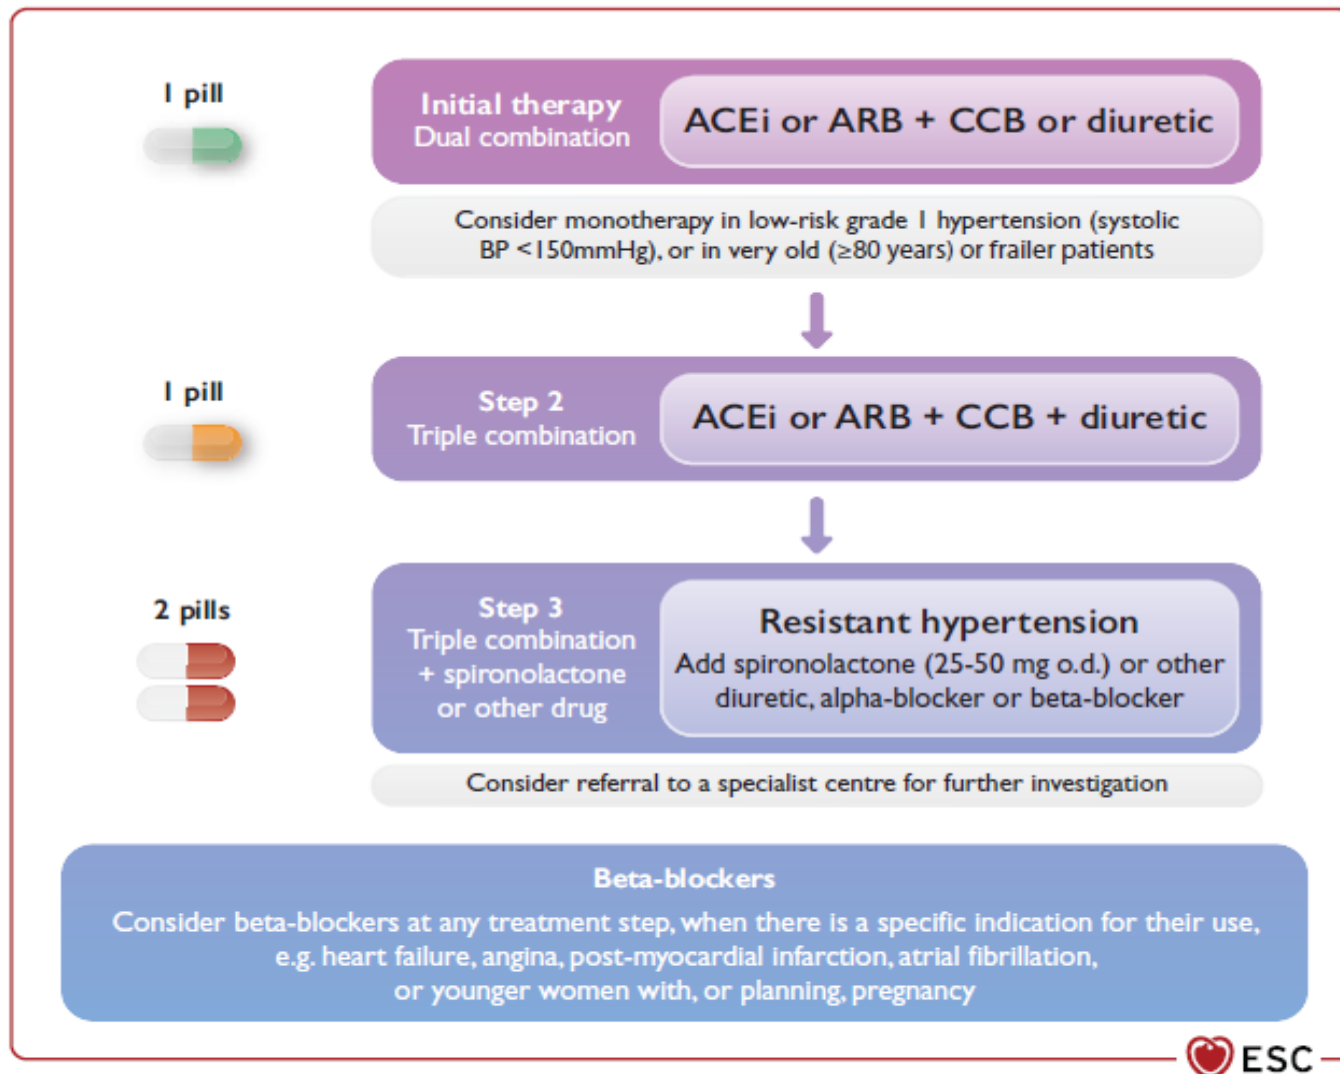 1 pill
Initial therapy
Dual combination
ACEi or ARB + CCB or diuretic
Consider monotherapy in low-risk grade 1 hypertension (systolic
BP <150mmHg), or in very old (≥80 years) or frailer patients
1 pill
Step 2
Triple combination
ACEi or ARB + CCB + diuretic
2 pills
Step 3
Triple combination
+ spironolactone
or other drug
Resistant hypertension
Add spironolactone (25-50 mg o.d.) or other
diuretic, alpha-blocker or beta-blocker
Consider referral to a specialist centre for further investigation
Beta-blockers
Consider beta-blockers at any treatment step, when there is a specific indication for their use,
e.g. heart failure, angina, post-myocardial infarction, atrial fibrillation,
or younger women with, or planning, pregnancy
ESC